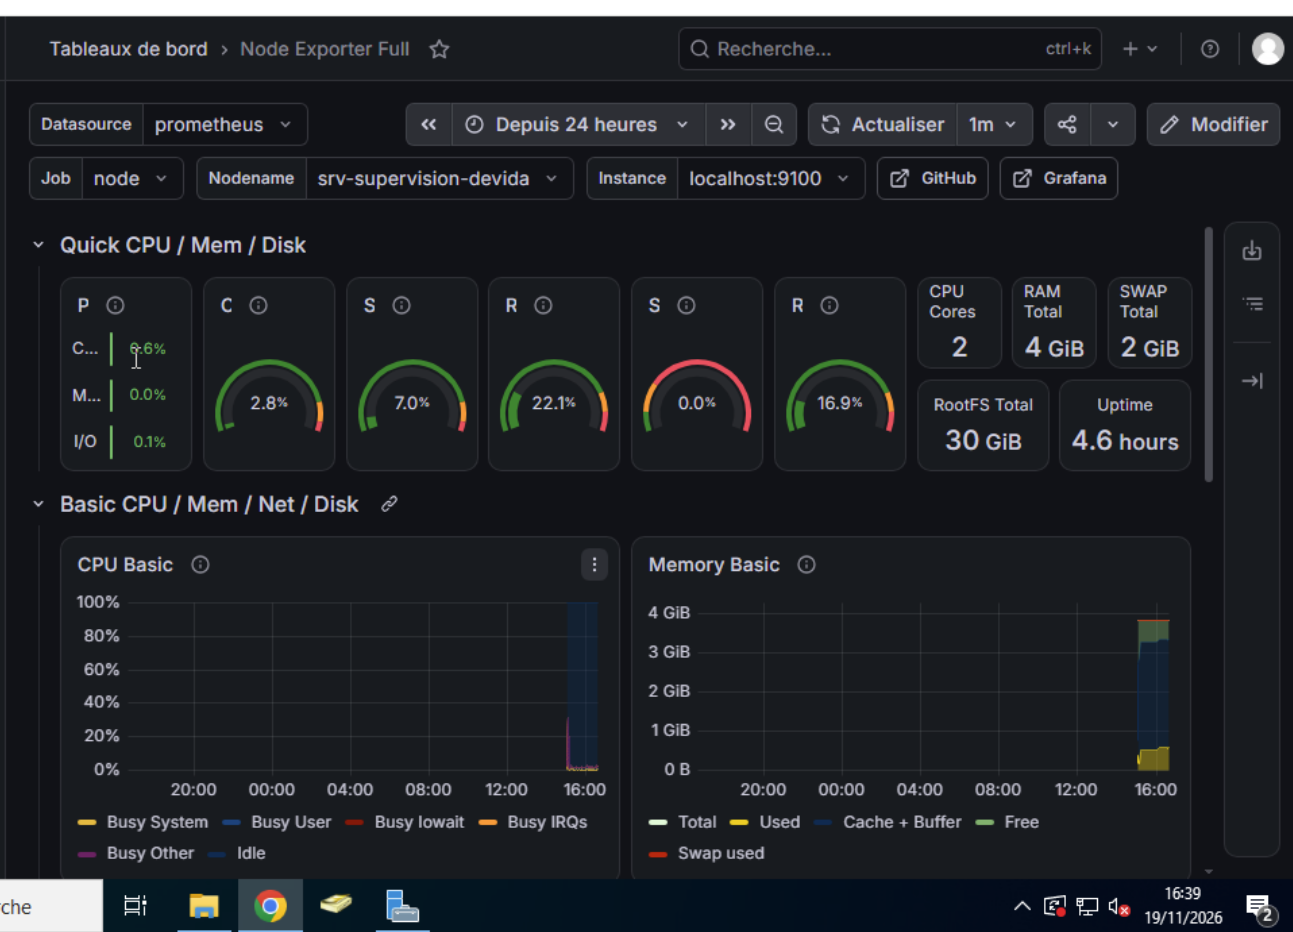 Tableaux de bord › Node Exporter Full
Recherche... ctrl+k
Datasource prometheus
Depuis 24 heures
Actualiser 1m
Modifier
Job node
Nodename srv-supervision-devida
Instance localhost:9100
GitHub
Grafana
Quick CPU / Mem / Disk
P
C... 0.6%
M... 0.0%
I/O 0.1%
C
2.8%
S
7.0%
R
22.1%
S
0.0%
R
16.9%
CPU Cores
2
RAM Total
4 GiB
SWAP Total
2 GiB
RootFS Total
30 GiB
Uptime
4.6 hours
Basic CPU / Mem / Net / Disk
CPU Basic
100%
80%
60%
40%
20%
0%
20:00 00:00 04:00 08:00 12:00 16:00
Busy System Busy User Busy Iowait Busy IRQs
Busy Other Idle
Memory Basic
4 GiB
3 GiB
2 GiB
1 GiB
0 B
20:00 00:00 04:00 08:00 12:00 16:00
Total Used Cache + Buffer Free
Swap used
che
16:39
19/11/2026
2